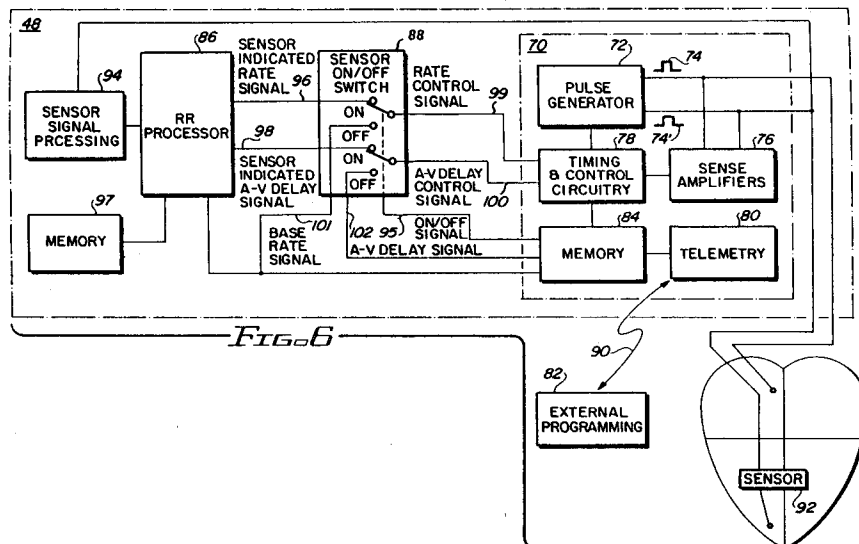 48
86
SENSOR
INDICATED
RATE
SIGNAL
88
SENSOR
ON/OFF
SWITCH
RATE
CONTROL
SIGNAL
70
72
74
94
96
99
PULSE
GENERATOR
ON
OFF
74'
SENSOR
SIGNAL
PRCESSING
RR
PROCESSOR
98
78
76
SENSOR
INDICATED
A-V DELAY
SIGNAL
ON
OFF
A-V DELAY
CONTROL
SIGNAL
TIMING
& CONTROL
CIRCUITRY
SENSE
AMPLIFIERS
100
97
101
102
95
ON/OFF
SIGNAL
84
80
MEMORY
BASE
RATE
SIGNAL
A-V DELAY SIGNAL
MEMORY
TELEMETRY
FIG. 6
90
82
EXTERNAL
PROGRAMMING
SENSOR
92